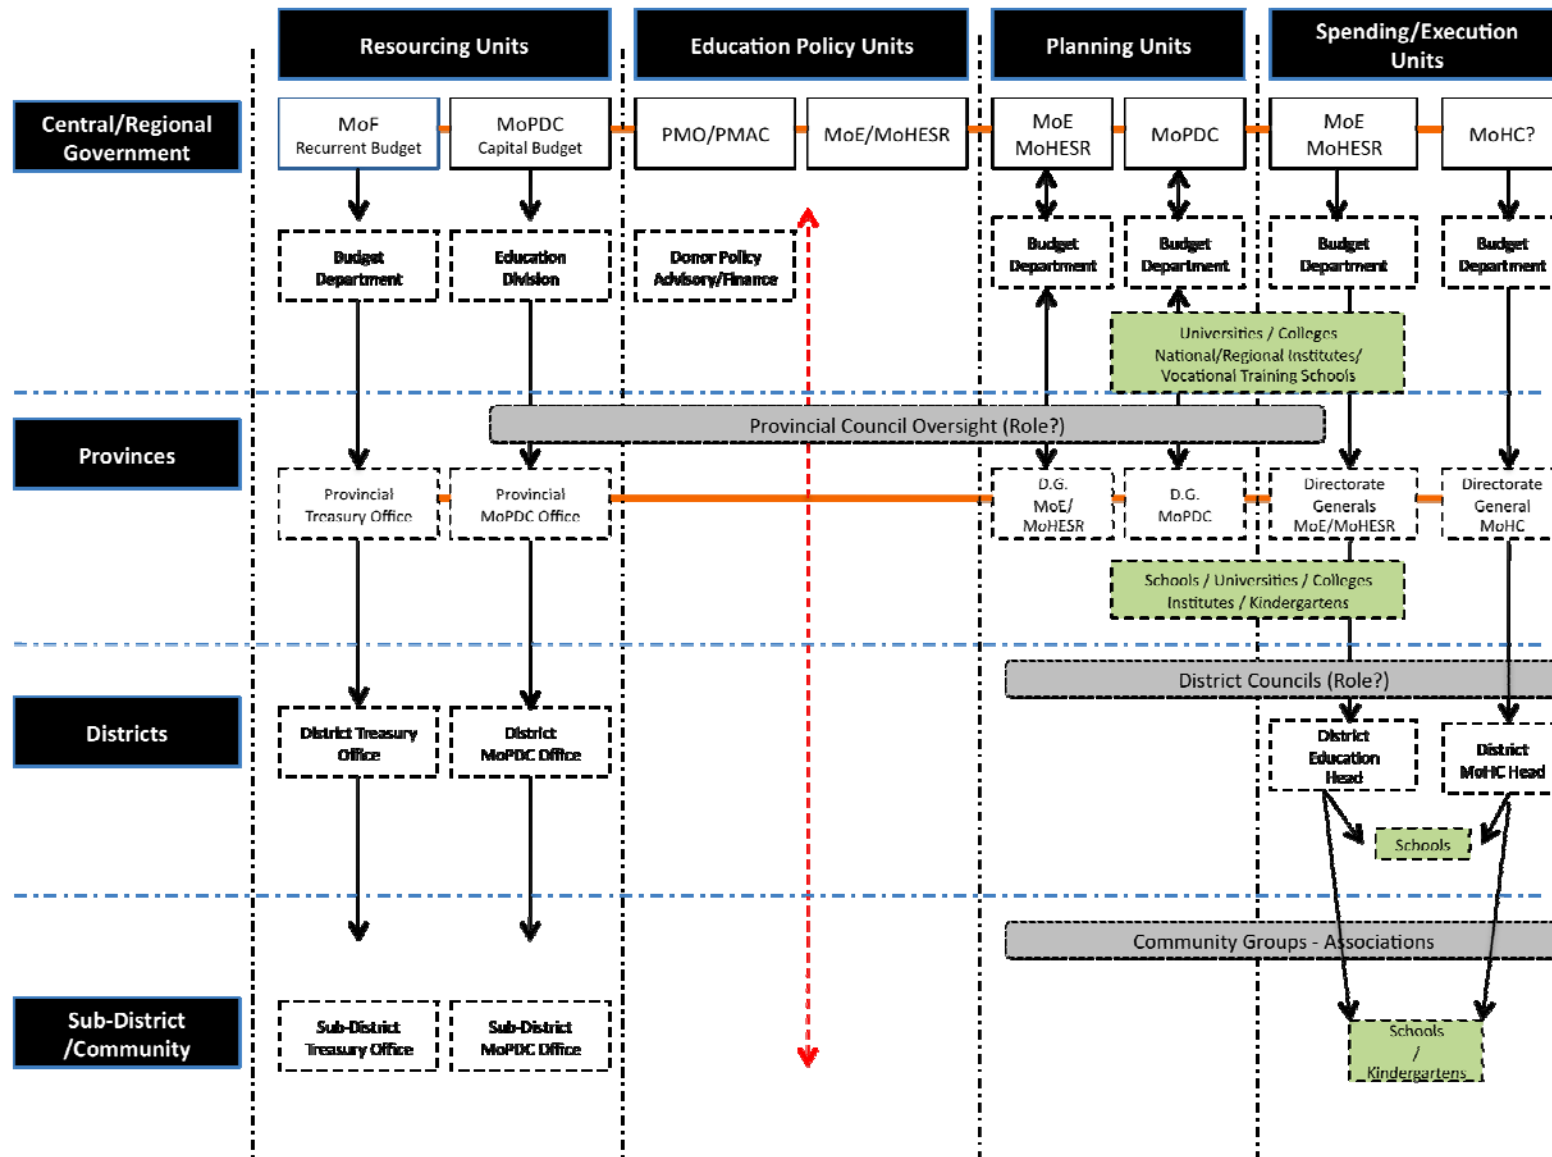 Resourcing Units
Education Policy Units
Planning Units
Spending/Execution
Units
Central/Regional
Government
MoF
Recurrent Budget
MoPDC
Capital Budget
PMO/PMAC
MoE/MoHESR
MoE
MoHESR
MoPDC
MoE
MoHESR
MoHC?
Budget
Department
Education
Division
Donor Policy
Advisory/Finance
Budget
Department
Budget
Department
Budget
Department
Budget
Department
Universities / Colleges
National/Regional Institutes/
Vocational Training Schools
Provincial Council Oversight (Role?)
Provinces
Provincial
Treasury Office
Provincial
MoPDC Office
D.G.
MoE/
MoHESR
D.G.
MoPDC
Directorate
Generals
MoE/MoHESR
Directorate
General
MoHC
Schools / Universities / Colleges
Institutes / Kindergartens
District Councils (Role?)
Districts
District Treasury
Office
District
MoPDC Office
District
Education
Head
District
MoHC Head
Schools
Community Groups - Associations
Sub-District
/Community
Sub-District
Treasury Office
Sub-District
MoPDC Office
Schools
/
Kindergartens